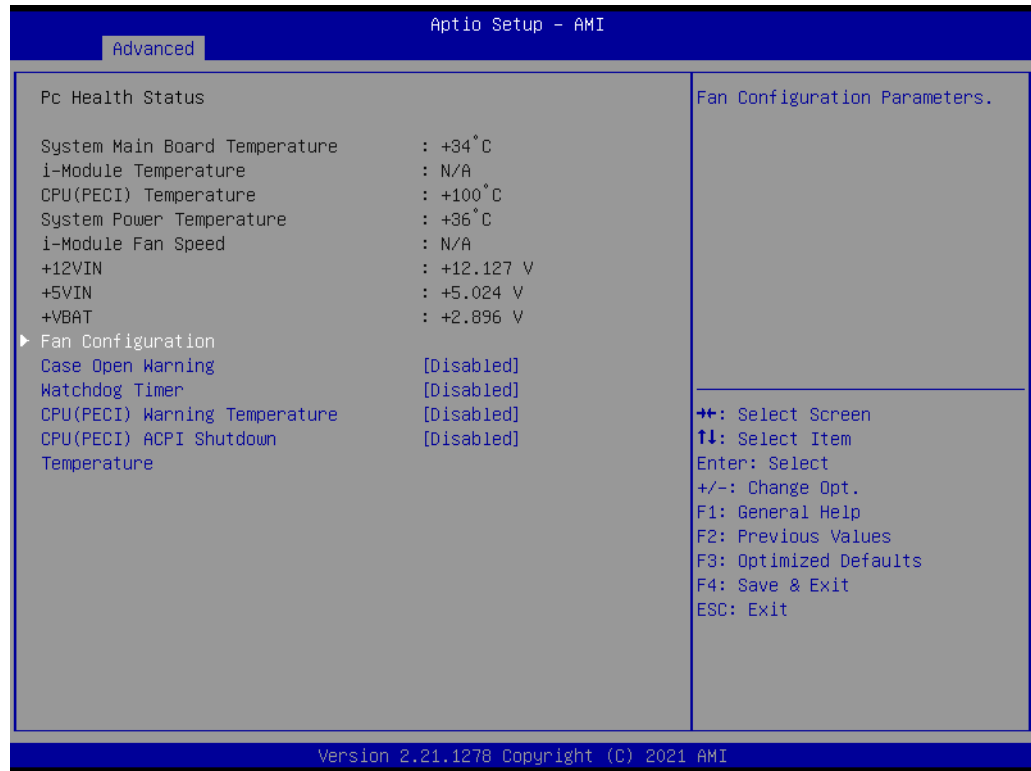 Aptio Setup – AMI
Advanced
Pc Health Status
Fan Configuration Parameters.
System Main Board Temperature : +34°C
i-Module Temperature : N/A
CPU(PECI) Temperature : +100°C
System Power Temperature : +36°C
i-Module Fan Speed : N/A
+12VIN : +12.127 V
+5VIN : +5.024 V
+VBAT : +2.896 V
▶ Fan Configuration
Case Open Warning [Disabled]
Watchdog Timer [Disabled]
CPU(PECI) Warning Temperature [Disabled]
CPU(PECI) ACPI Shutdown [Disabled]
Temperature
→←: Select Screen
↑↓: Select Item
Enter: Select
+/-: Change Opt.
F1: General Help
F2: Previous Values
F3: Optimized Defaults
F4: Save & Exit
ESC: Exit
Version 2.21.1278 Copyright (C) 2021 AMI